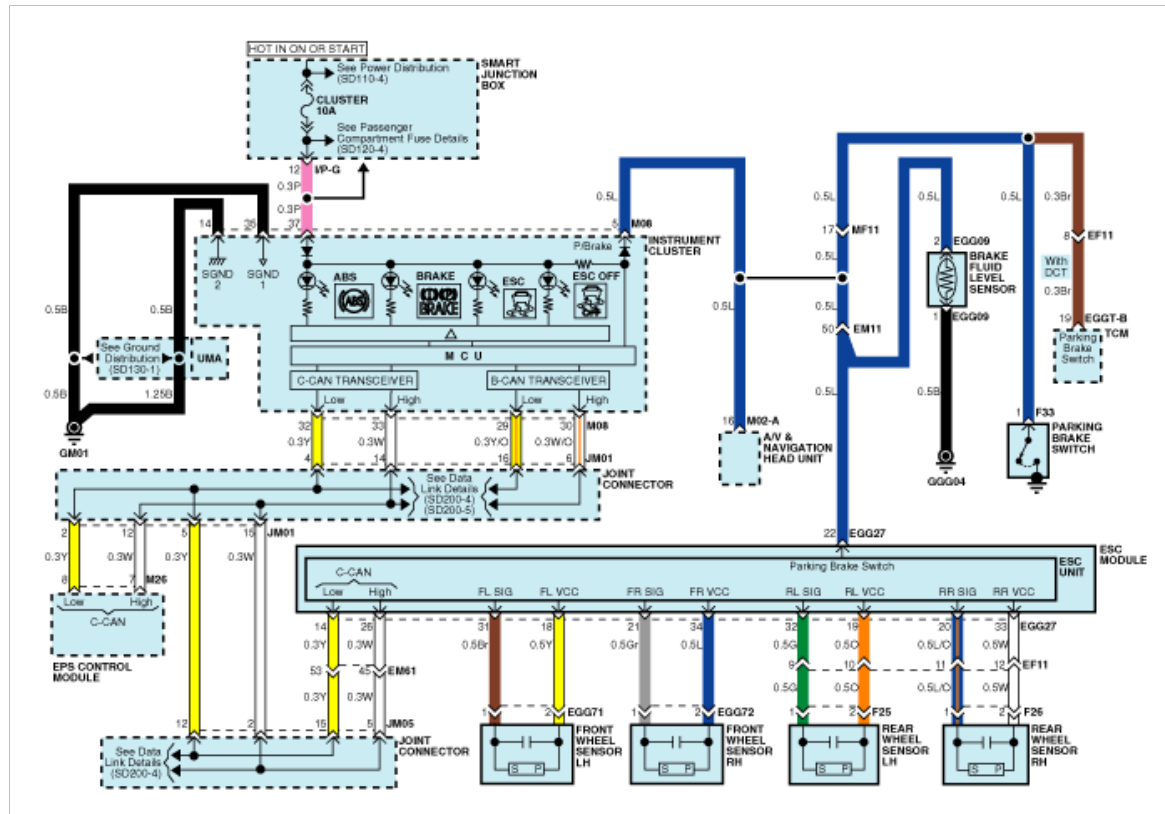 HOT IN ON OR START
See Power Distribution
(SD110-4)
SMART
JUNCTION
BOX
CLUSTER
10A
See Passenger
Compartment Fuse Details
(SD120-4)
12
I/P-G
0.3P
0.3P
14
35
37
5
M08
P/Brake
INSTRUMENT
CLUSTER
SGND
2
SGND
1
ABS
(ABS)
BRAKE
BRAKE
ESC
ESC OFF
OFF
M C U
C-CAN TRANSCEIVER
B-CAN TRANSCEIVER
Low
High
Low
High
0.5B
0.5B
See Ground
Distribution
(SD130-1)
UMA
0.5B
1.25B
GM01
32
33
29
30
M08
0.3Y
0.3W
0.3Y/O
0.3W/O
4
14
16
6
JM01
JOINT
CONNECTOR
See Data
Link Details
(SD200-4)
(SD200-5)
2
12
5
15
JM01
0.3Y
0.3W
0.3Y
0.3W
8
7
M26
Low
High
C-CAN
EPS CONTROL
MODULE
0.5L
0.5L
16
M02-A
A/V &
NAVIGATION
HEAD UNIT
0.5L
17
MF11
0.5L
0.5L
50
EM11
0.5L
0.5L
2
EGG09
BRAKE
FLUID
LEVEL
SENSOR
1
EGG09
0.5B
GGG04
0.5L
1
F33
PARKING
BRAKE
SWITCH
0.3Br
8
EF11
With
DCT
0.3Br
19
EGGT-B
TCM
Parking
Brake
Switch
22
EGG27
ESC
MODULE
Parking Brake Switch
ESC
UNIT
C-CAN
Low
High
FL SIG
FL VCC
FR SIG
FR VCC
RL SIG
RL VCC
RR SIG
RR VCC
14
26
31
18
21
34
32
19
20
33
EGG27
0.3Y
0.3W
0.5Br
0.5Y
0.5Gr
0.5L
0.5G
0.5O
0.5L/O
0.5W
53
45
EM61
9
10
11
12
EF11
0.3Y
0.3W
0.5G
0.5O
0.5L/O
0.5W
12
2
15
5
JM05
JOINT
CONNECTOR
See Data
Link Details
(SD200-4)
1
2
EGG71
FRONT
WHEEL
SENSOR
LH
S P
1
2
EGG72
FRONT
WHEEL
SENSOR
RH
S P
1
2
F25
REAR
WHEEL
SENSOR
LH
S P
1
2
F26
REAR
WHEEL
SENSOR
RH
S P